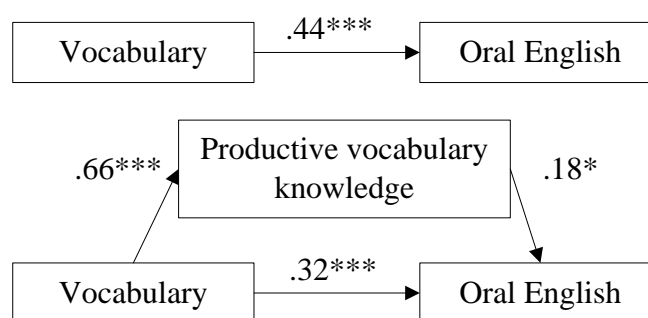 .44***
Vocabulary
Oral English
Productive vocabulary
knowledge
.66***
.18*
.32***
Vocabulary
Oral English